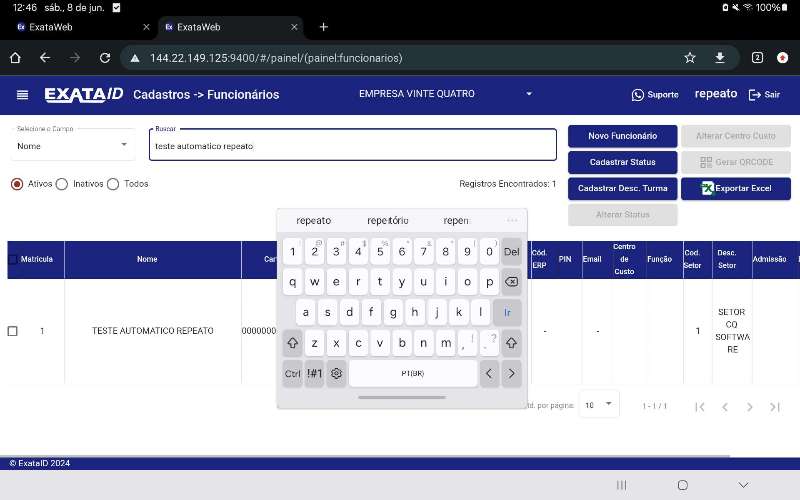 12:46 sáb., 8 de jun. 100%
ExataWeb
ExataWeb
144.22.149.125:9400/#/painel/(painel:funcionarios)
2
EXATAID Cadastros -> Funcionários EMPRESA VINTE QUATRO Suporte repeato Sair
Selecione o Campo
Nome
Buscar
teste automatico repeato
Novo Funcionário Alterar Centro Custo
Cadastrar Status Gerar QRCODE
Cadastrar Desc. Turma Exportar Excel
Alterar Status
Ativos Inativos Todos
Registros Encontrados: 1
repeato repertório repen
1 2 3 4 5 6 7 8 9 0 Del
q w e r t y u i o p
a s d f g h j k l Ir
z x c v b n m , ! . ?
Ctrl !#1 PT(BR) < >
Matrícula Nome Car Cód. ERP PIN Email Centro de Custo Função Cod. Setor Desc. Setor Admissão
1 TESTE AUTOMATICO REPEATO 0000000 - - 1 SETOR CQ SOFTWA RE
td. por página: 10 1 - 1 / 1
© ExataID 2024